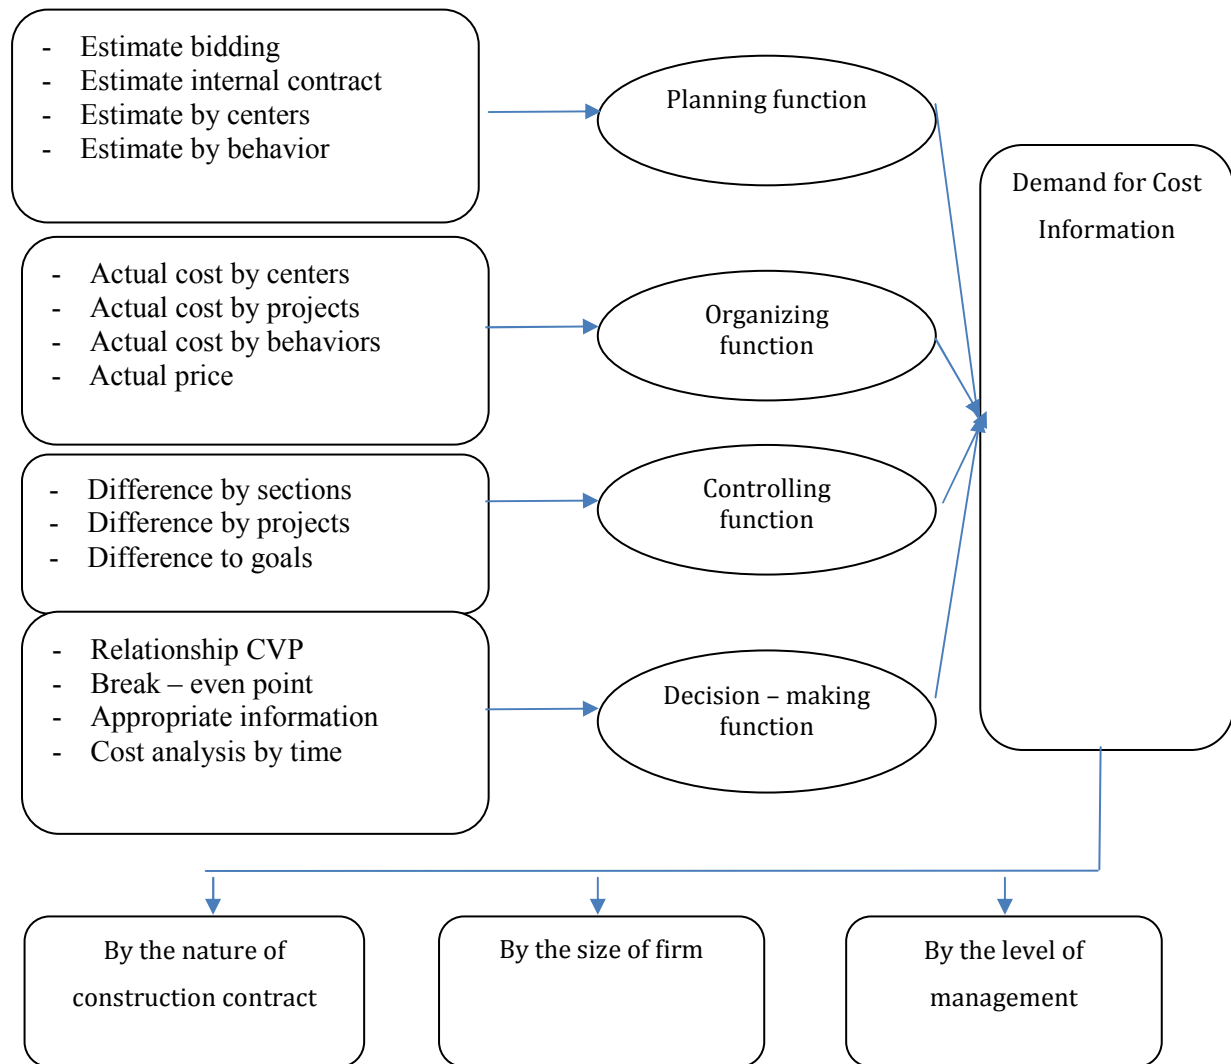 - Estimate bidding
- Estimate internal contract
- Estimate by centers
- Estimate by behavior
Planning function
Demand for Cost
Information
- Actual cost by centers
- Actual cost by projects
- Actual cost by behaviors
- Actual price
Organizing
function
- Difference by sections
- Difference by projects
- Difference to goals
Controlling
function
- Relationship CVP
- Break – even point
- Appropriate information
- Cost analysis by time
Decision – making
function
By the nature of
construction contract
By the size of firm
By the level of
management